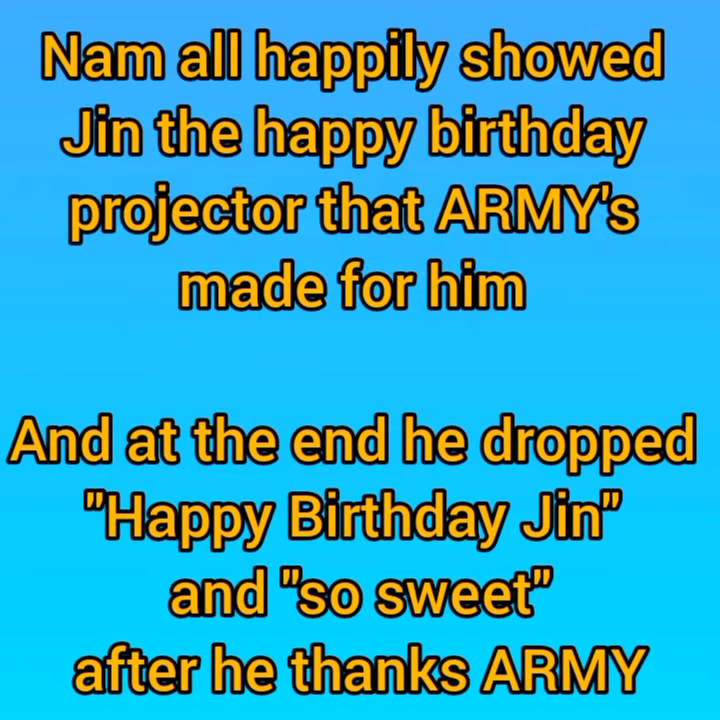 Nam all happily showed
Jin the happy birthday
projector that ARMY's
made for him
And at the end he dropped
"Happy Birthday Jin"
and "so sweet"
after he thanks ARMY